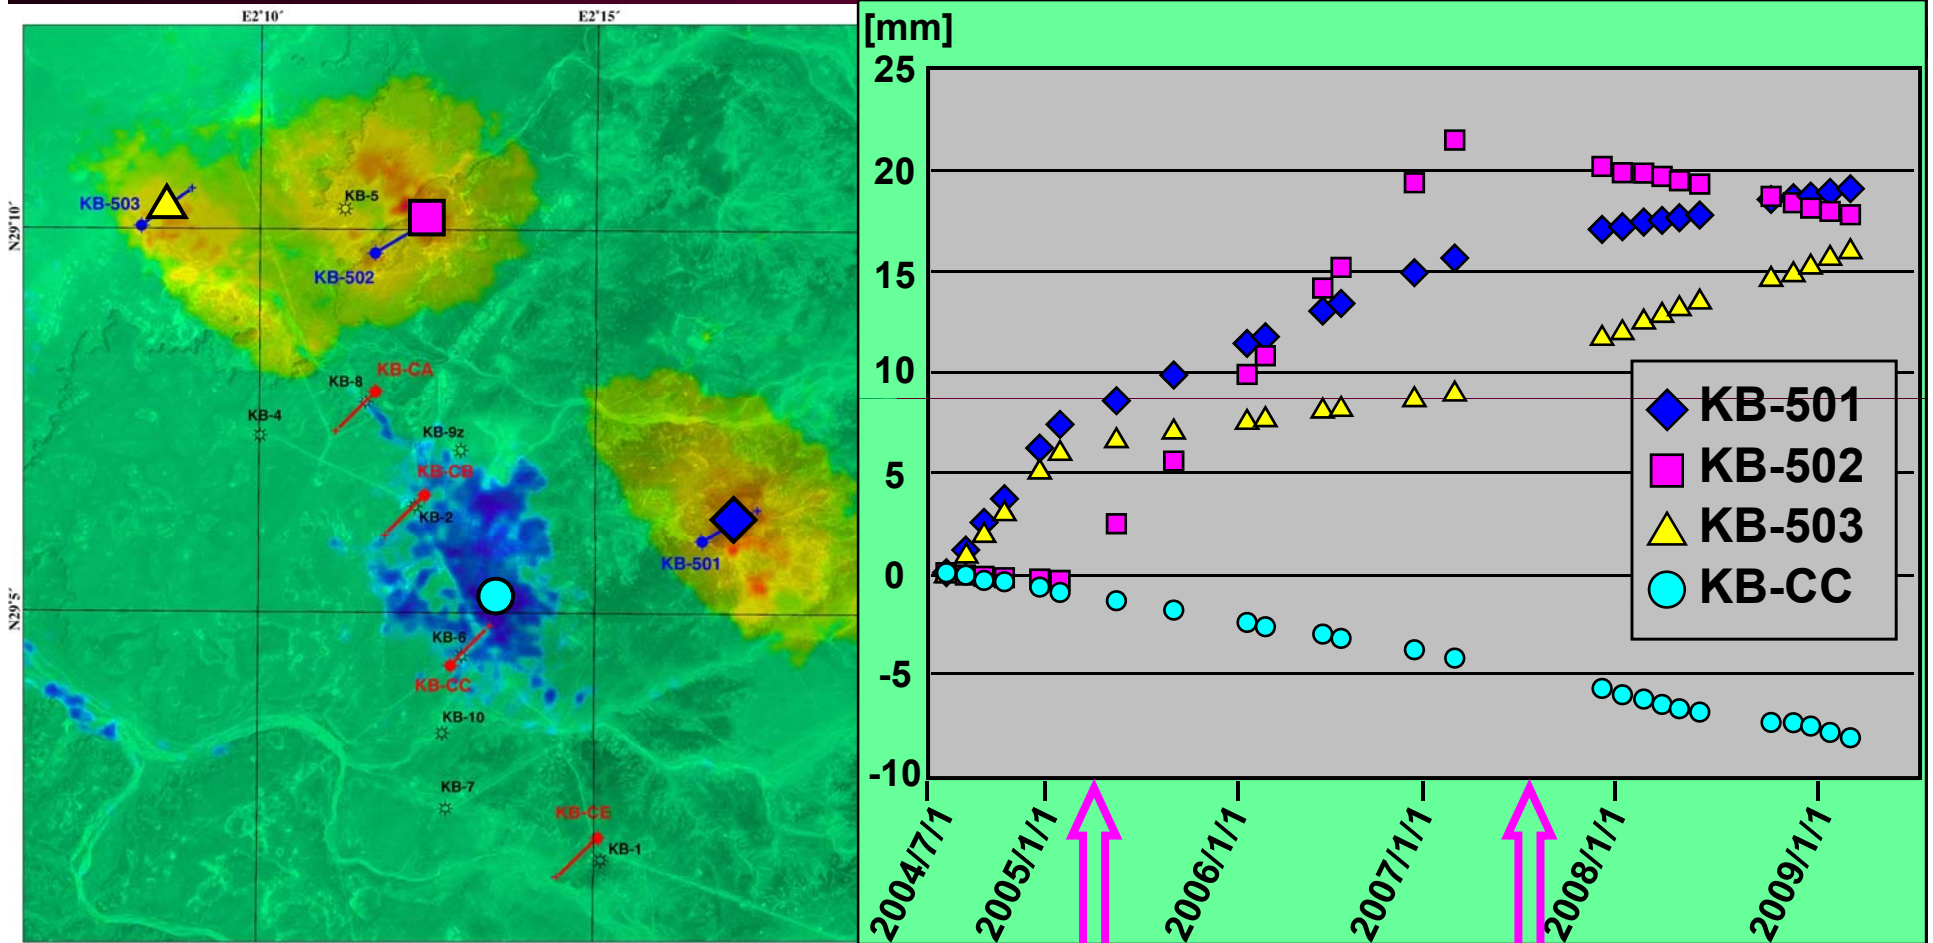 E2°10´
E2°15´
N29°10´
N29°5´
KB-503
KB-5
KB-502
KB-CA
KB-8
KB-4
KB-9z
KB-CB
KB-2
KB-501
KB-6
KB-CC
KB-10
KB-7
KB-CE
KB-1
[mm]
25
20
15
10
5
0
-5
-10
2004/7/1
2005/1/1
2006/1/1
2007/1/1
2008/1/1
2009/1/1
KB-501
KB-502
KB-503
KB-CC